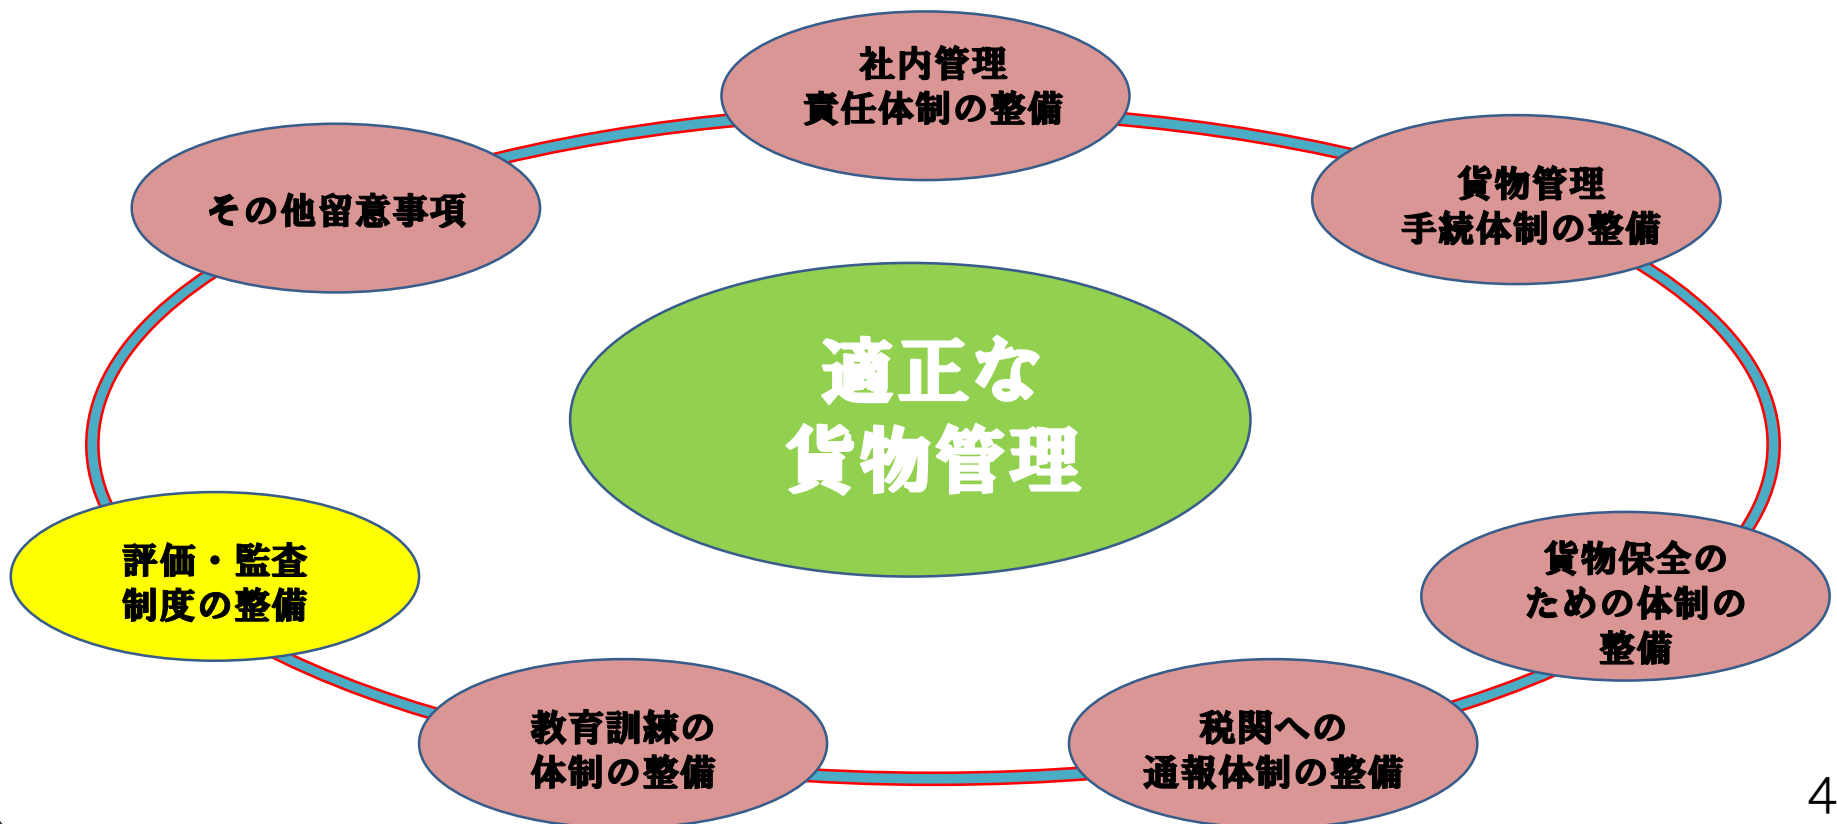 社内管理
責任体制の整備
貨物管理
手続体制の整備
その他留意事項
適正な
貨物管理
評価・監査
制度の整備
貨物保全の
ための体制の
整備
教育訓練の
体制の整備
税関への
通報体制の整備
4